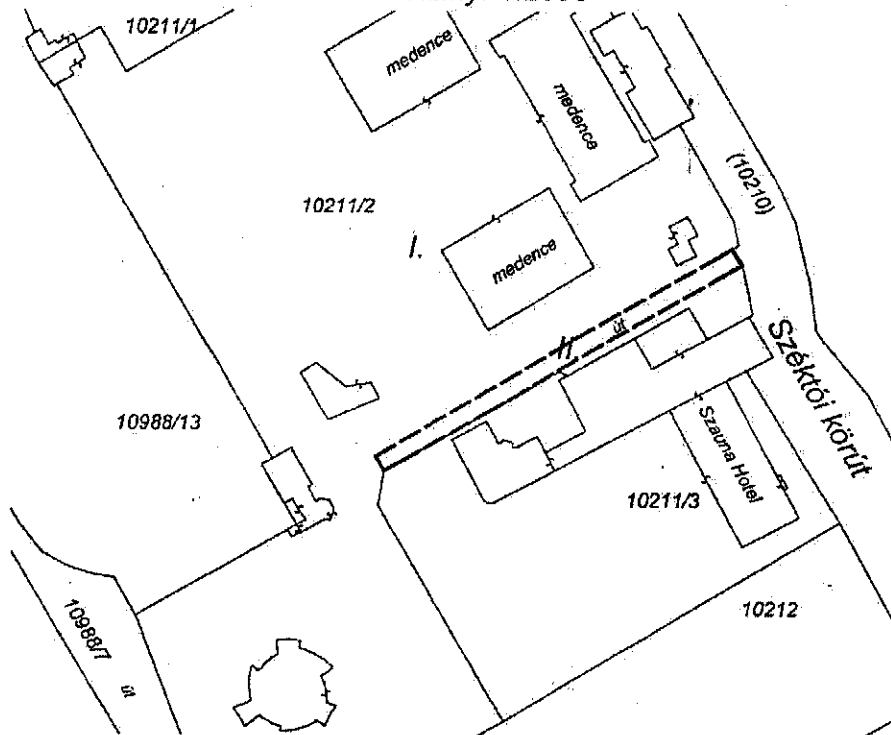 10211/1
medence
medence
(10210)
10211/2
I.
medence
II
út
Széktói körút
10988/13
Szauna Hotel
10211/3
10212
10988/7
út